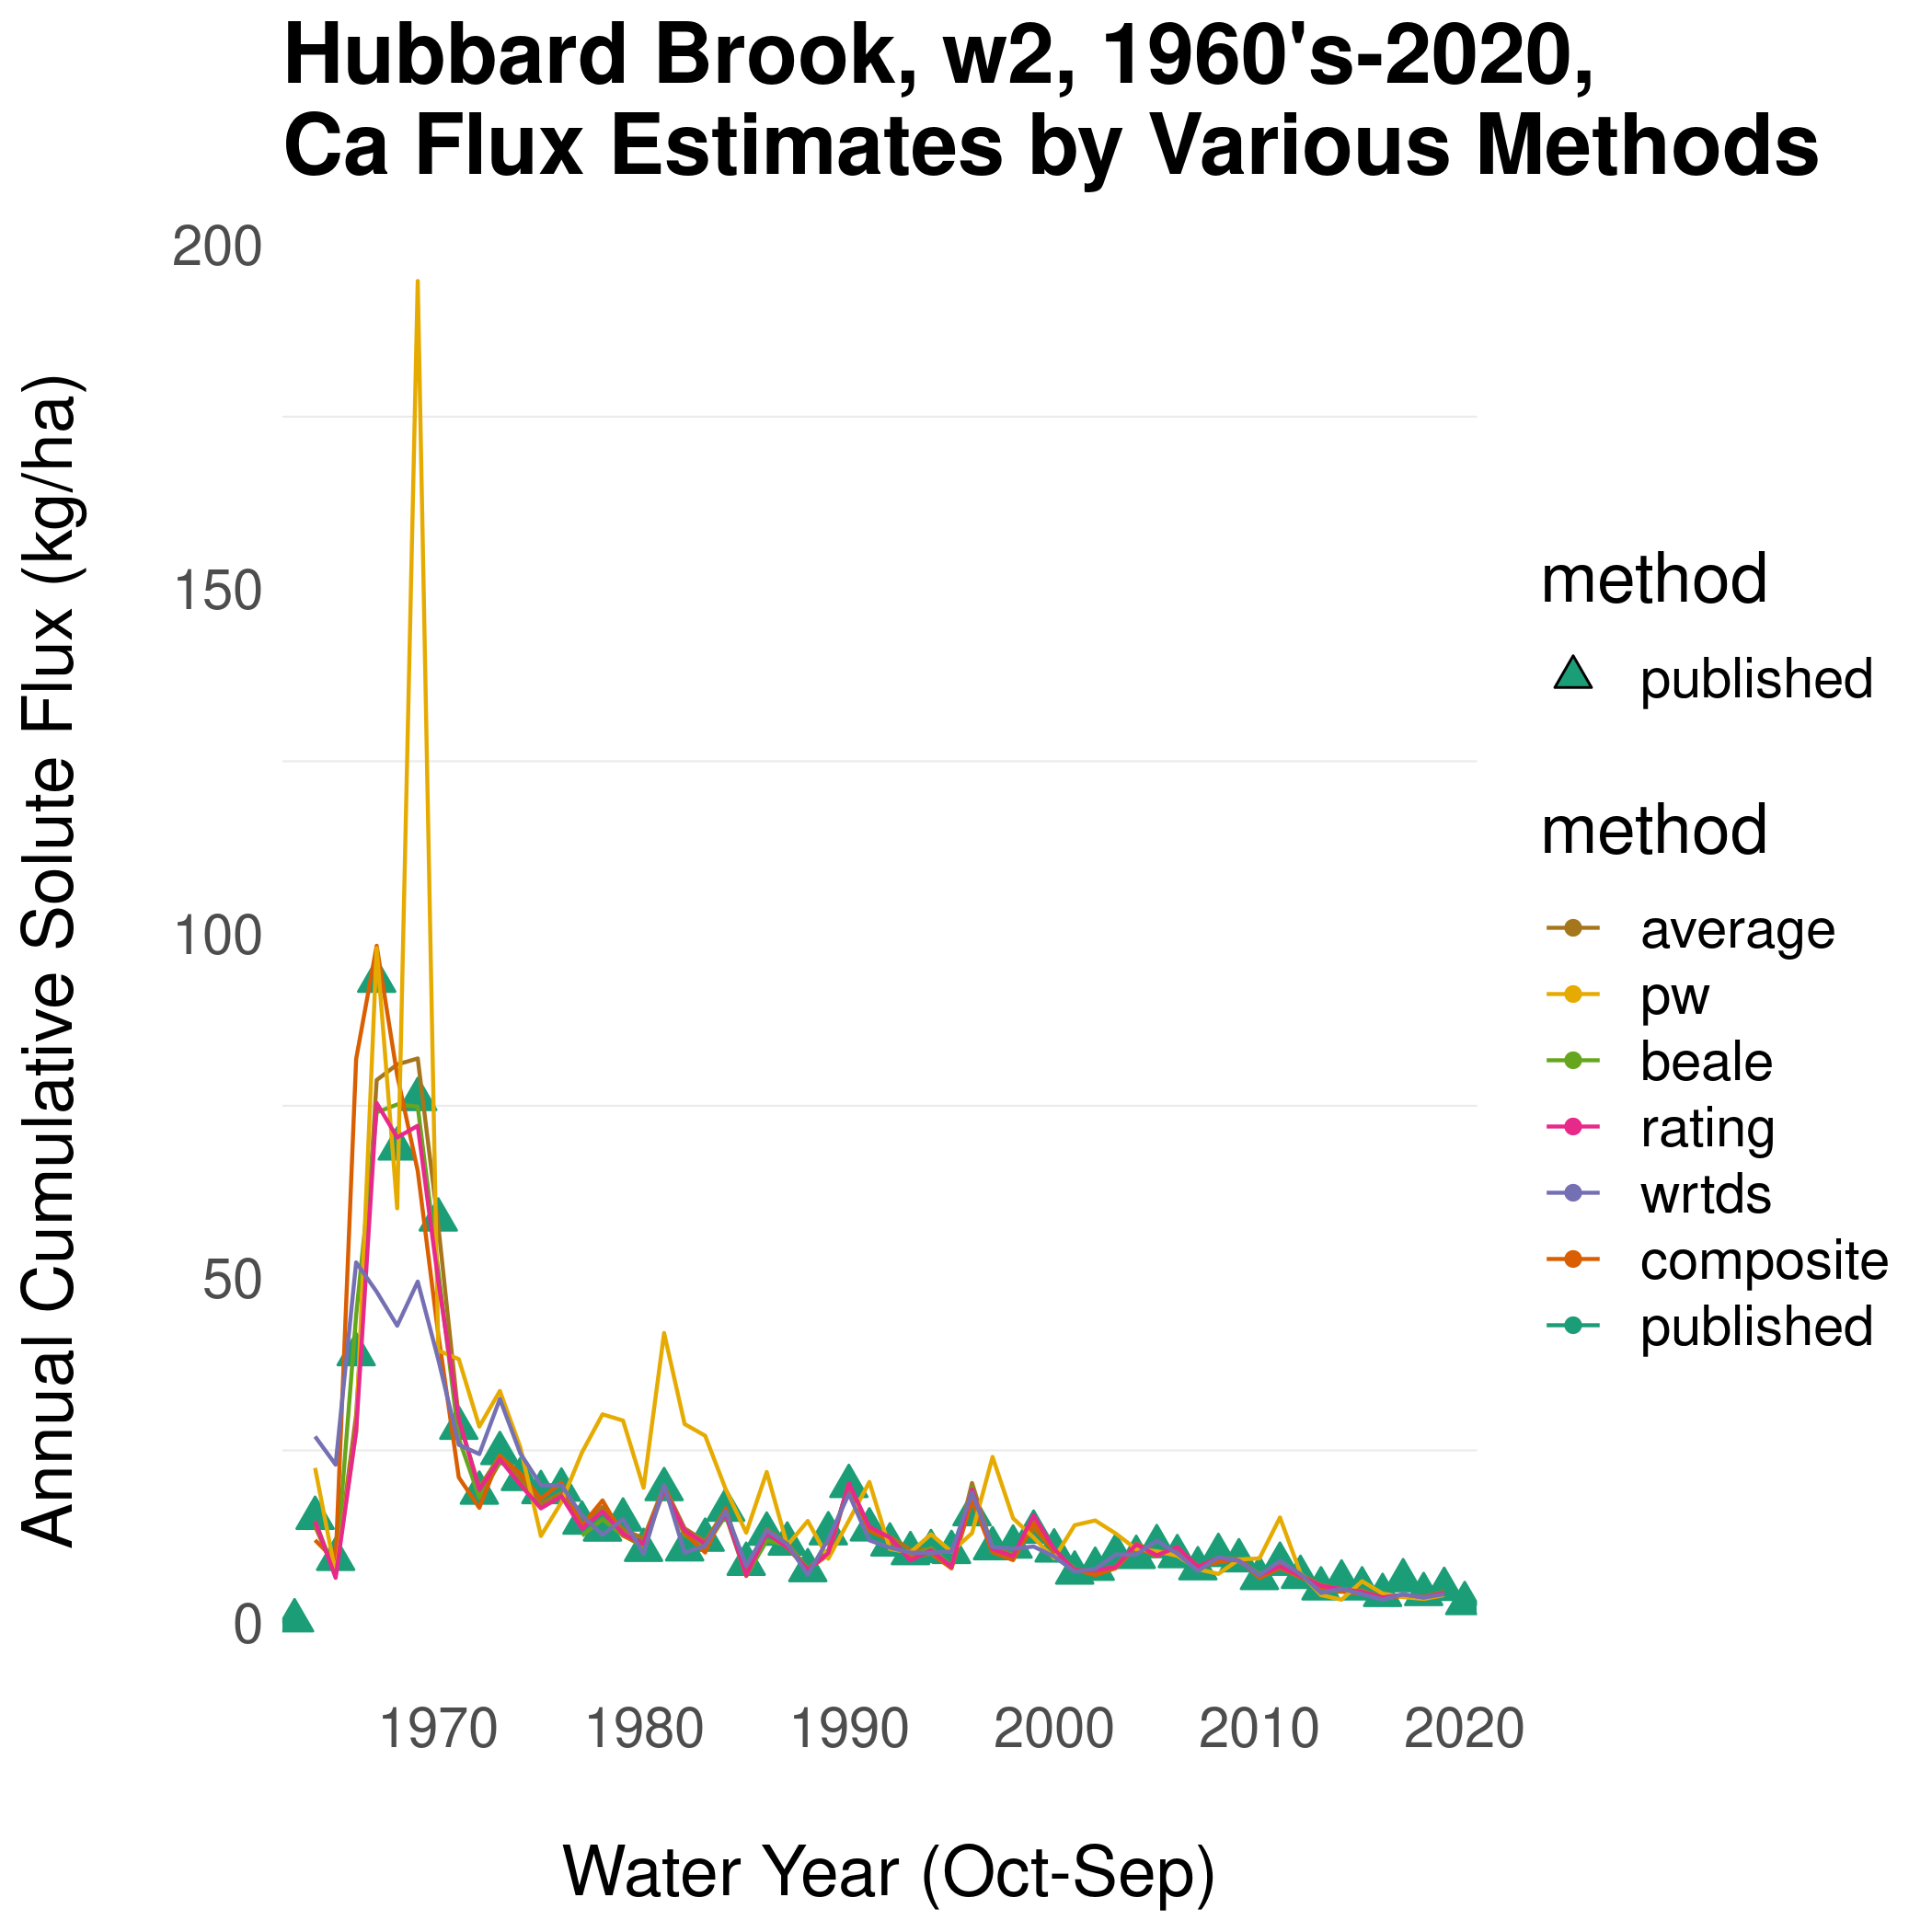 Hubbard Brook, w2, 1960's-2020,
Ca Flux Estimates by Various Methods
Annual Cumulative Solute Flux (kg/ha)
200
150
100
50
0
1970 1980 1990 2000 2010 2020
Water Year (Oct-Sep)
method
published
method
average
pw
beale
rating
wrtds
composite
published